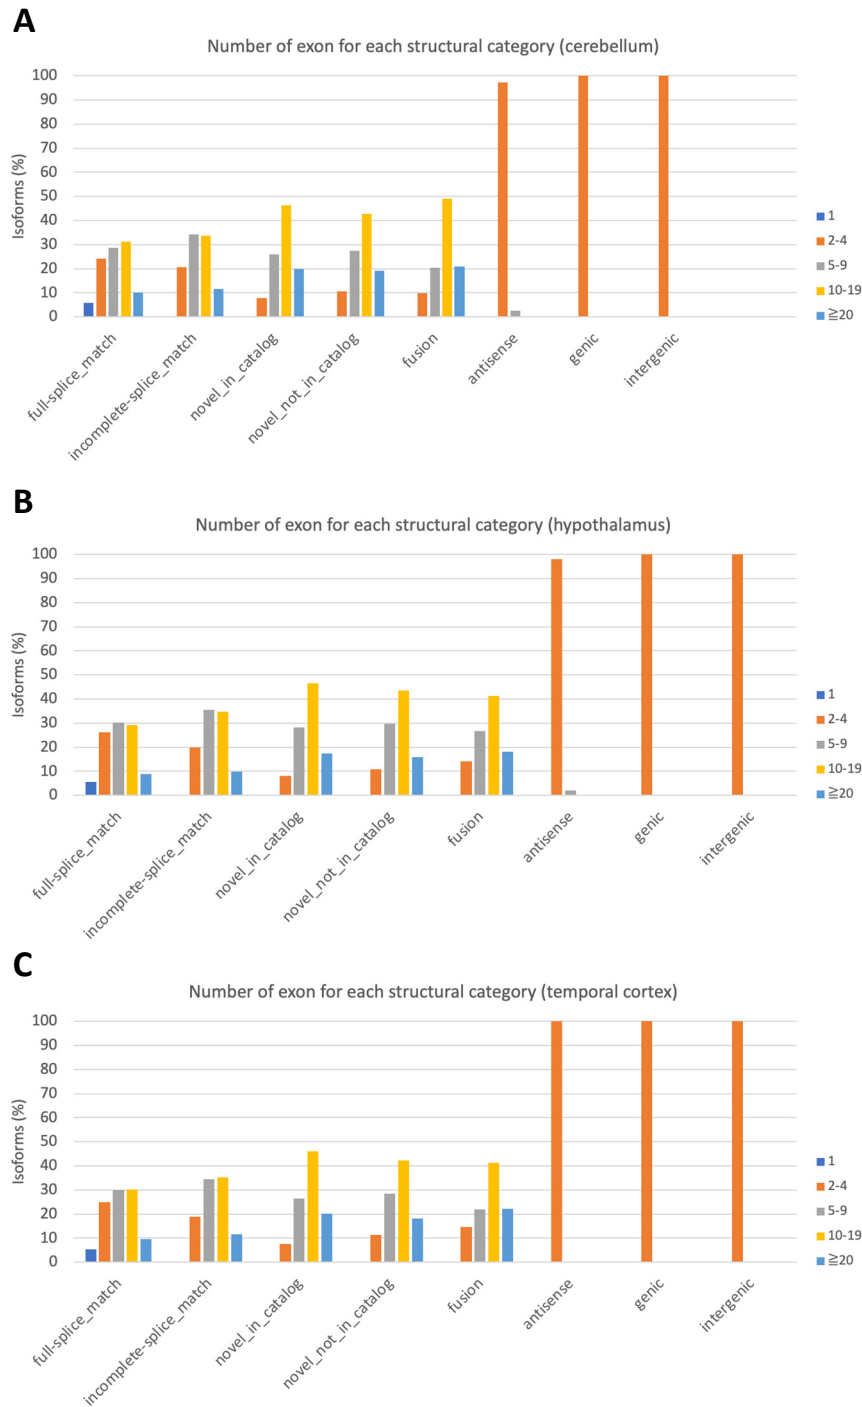 A
Number of exon for each structural category (cerebellum)
100
90
80
70
60
50
40
30
20
10
0
Isoforms (%)
full-splice_match
incomplete-splice_match
novel_in_catalog
novel_not_in_catalog
fusion
antisense
genic
intergenic
1
2-4
5-9
10-19
≧20
B
Number of exon for each structural category (hypothalamus)
100
90
80
70
60
50
40
30
20
10
0
Isoforms (%)
full-splice_match
incomplete-splice_match
novel_in_catalog
novel_not_in_catalog
fusion
antisense
genic
intergenic
1
2-4
5-9
10-19
≧20
C
Number of exon for each structural category (temporal cortex)
100
90
80
70
60
50
40
30
20
10
0
Isoforms (%)
full-splice_match
incomplete-splice_match
novel_in_catalog
novel_not_in_catalog
fusion
antisense
genic
intergenic
1
2-4
5-9
10-19
≧20